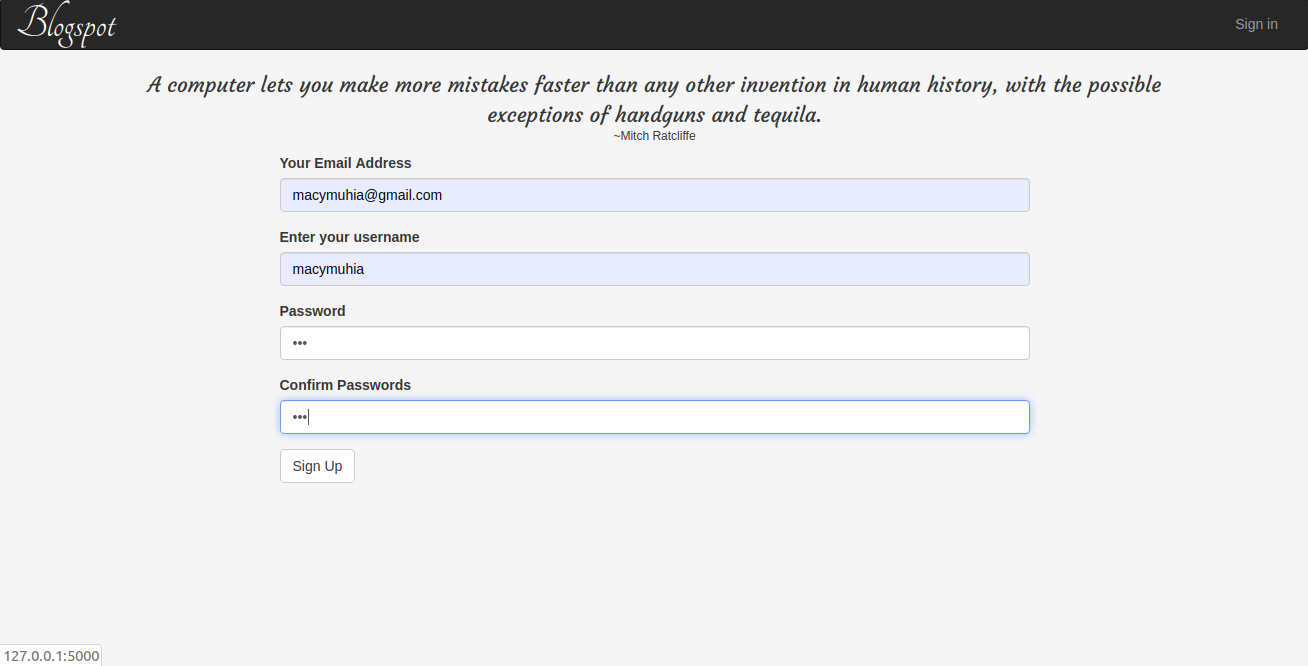 Blogspot
Sign in
A computer lets you make more mistakes faster than any other invention in human history, with the possible
exceptions of handguns and tequila.
~Mitch Ratcliffe
Your Email Address
macymuhia@gmail.com
Enter your username
macymuhia
Password
•••
Confirm Passwords
•••
Sign Up
127.0.0.1:5000